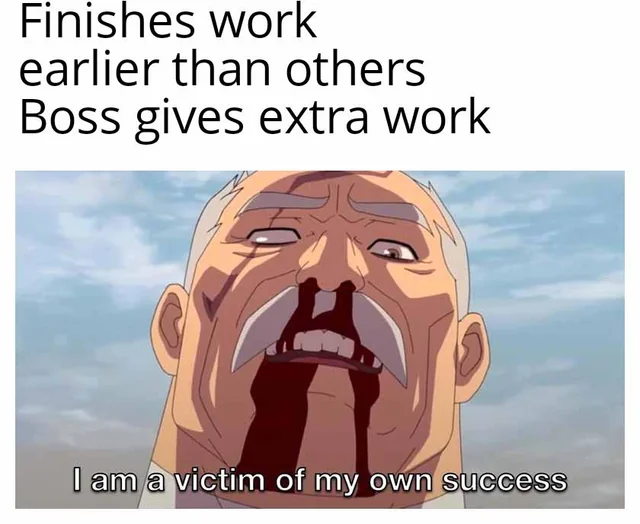 Finishes work
earlier than others
Boss gives extra work
I am a victim of my own success